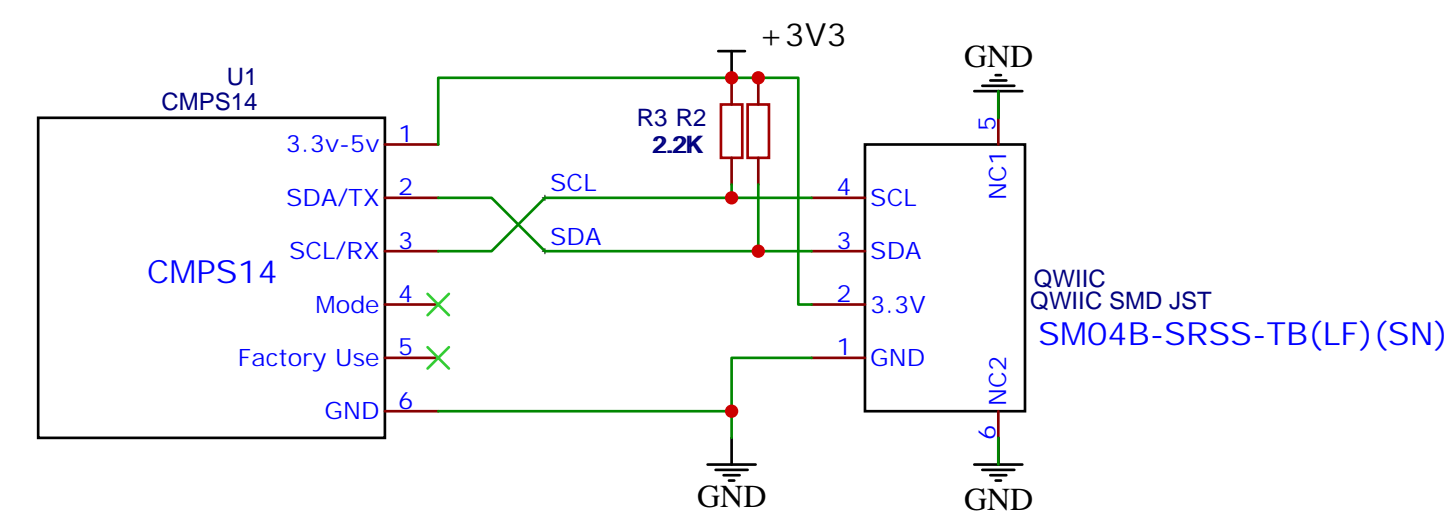 +3V3
GND
U1
CMPS14
R3 R2
2.2K
5
NC1
3.3v-5v
1
SDA/TX
2
SCL
4
SCL
SCL/RX
3
SDA
3
SDA
CMPS14
Mode
4
2
3.3V
QWIIC
QWIIC SMD JST
SM04B-SRSS-TB(LF)(SN)
Factory Use
5
1
GND
NC2
GND
6
6
GND
GND